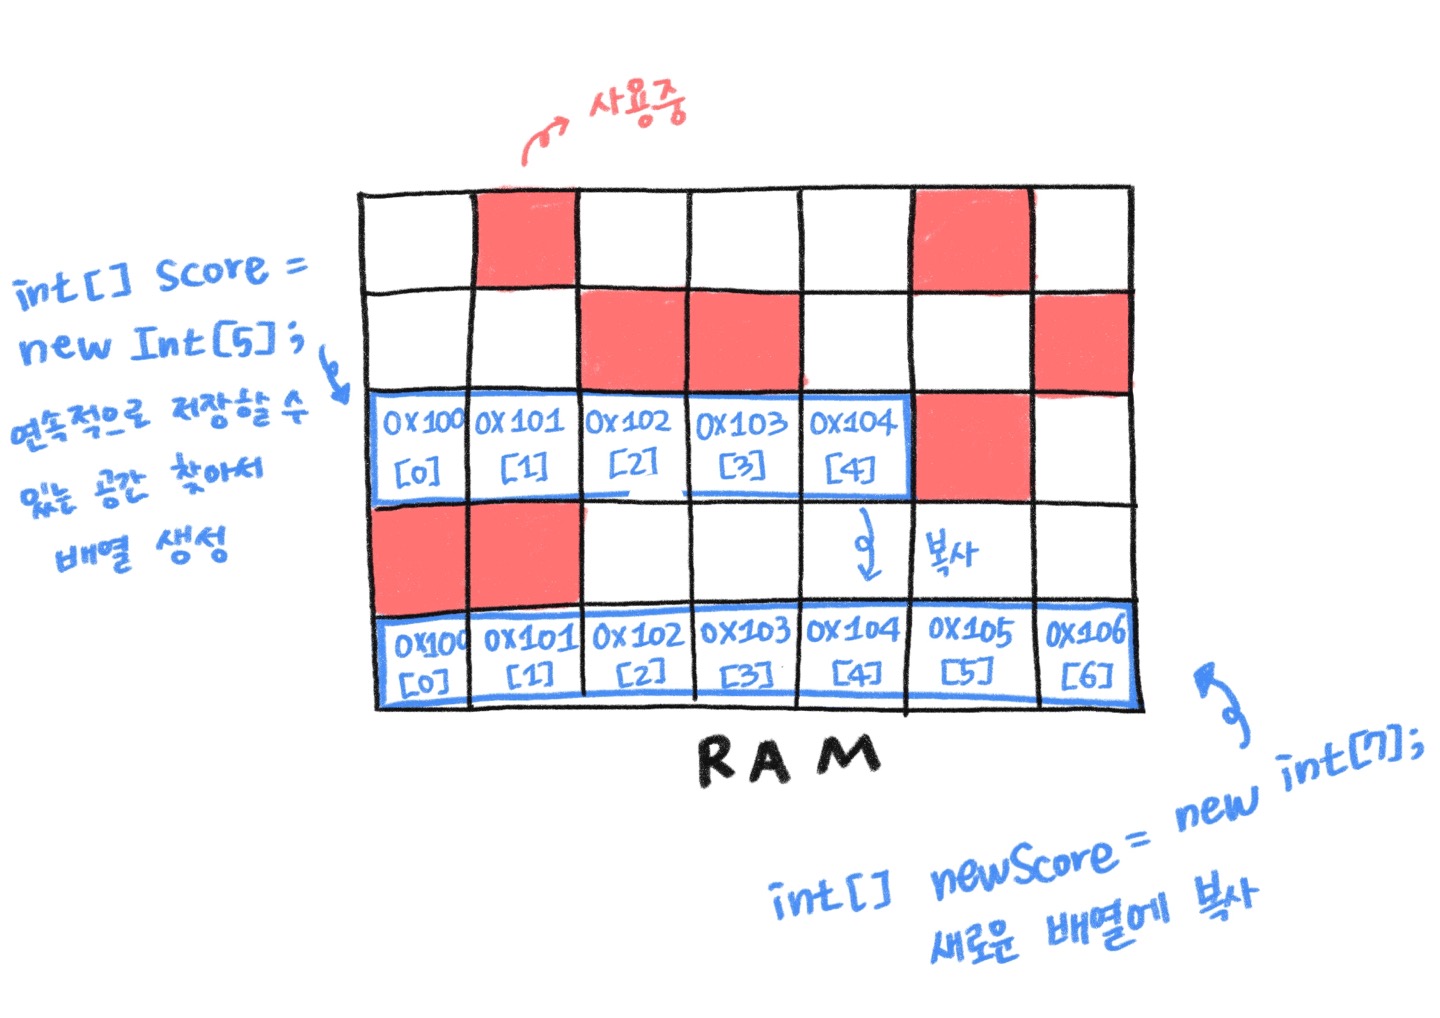 사용중
int[] Score =
new Int[5];
연속적으로 저장할 수
있는 공간 찾아서
배열 생성
0x100 0x101 0x102 0x103 0x104
[0] [1] [2] [3] [4]
복사
0x100 0x101 0x102 0x103 0x104 0x105 0x106
[0] [1] [2] [3] [4] [5] [6]
RAM
int[] newScore = new int[7];
새로운 배열에 복사